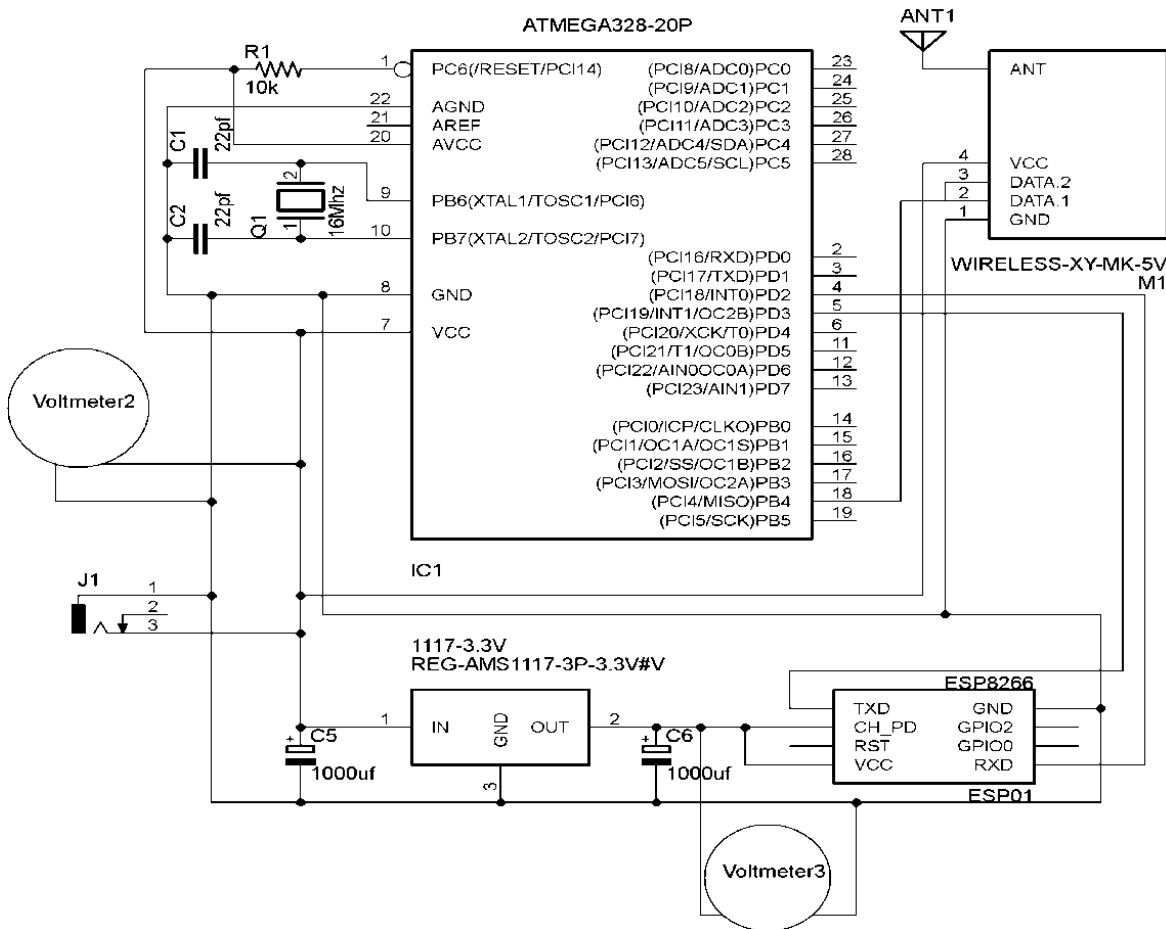 ATMEGA328-20P
ANT1
R1
10k
1
PC6(/RESET/PCI14)
22
AGND
21
AREF
20
AVCC
C1
22pf
C2
22pf
2
Q1
1
16Mhz
9
PB6(XTAL1/TOSC1/PCI6)
10
PB7(XTAL2/TOSC2/PCI7)
8
GND
7
VCC
(PCI8/ADC0)PC0 23
(PCI9/ADC1)PC1 24
(PCI10/ADC2)PC2 25
(PCI11/ADC3)PC3 26
(PCI12/ADC4/SDA)PC4 27
(PCI13/ADC5/SCL)PC5 28
(PCI16/RXD)PD0 2
(PCI17/TXD)PD1 3
(PCI18/INT0)PD2 4
(PCI19/INT1/OC2B)PD3 5
(PCI20/XCK/T0)PD4 6
(PCI21/T1/OC0B)PD5 11
(PCI22/AIN0OC0A)PD6 12
(PCI23/AIN1)PD7 13
(PCI0/ICP/CLKO)PB0 14
(PCI1/OC1A/OC1S)PB1 15
(PCI2/SS/OC1B)PB2 16
(PCI3/MOSI/OC2A)PB3 17
(PCI4/MISO)PB4 18
(PCI5/SCK)PB5 19
IC1
ANT
4 VCC
3 DATA.2
2 DATA.1
1 GND
WIRELESS-XY-MK-5V
M1
Voltmeter2
J1
1
2
3
1117-3.3V
REG-AMS1117-3P-3.3V#V
1 IN GND OUT 2
3
C5
+
1000uf
C6
+
1000uf
ESP8266
TXD GND
CH_PD GPIO2
RST GPIO0
VCC RXD
ESP01
Voltmeter3